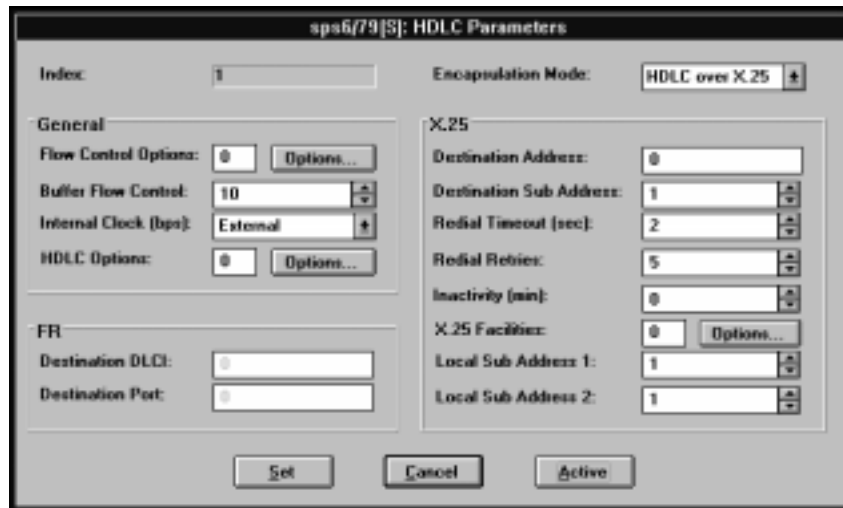 sps6/79[S]: HDLC Parameters
Index: 1
Encapsulation Mode: HDLC over X.25
General
Flow Control Options: 0 Options...
Buffer Flow Control: 10
Internal Clock (bps): External
HDLC Options: 0 Options...
FR
Destination DLCI: 0
Destination Port: 0
X.25
Destination Address: 0
Destination Sub Address: 1
Redial Timeout (sec): 2
Redial Retries: 5
Inactivity (min): 0
X.25 Facilities: 0 Options...
Local Sub Address 1: 1
Local Sub Address 2: 1
Set Cancel Active